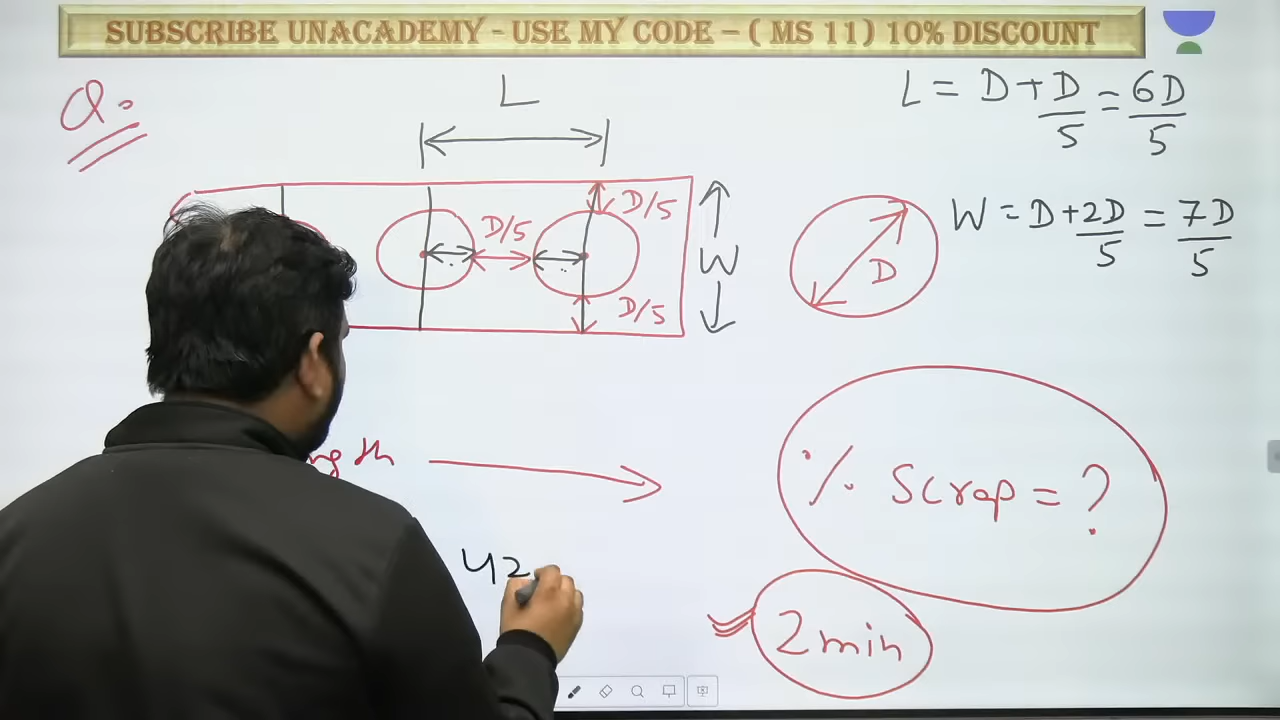 SUBSCRIBE UNACADEMY - USE MY CODE – ( MS 11) 10% DISCOUNT
Q.
L
L = D + D/5 = 6D/5
D/5
D/5
W
D/5
D
W = D + 2D/5 = 7D/5
% Scrap = ?
42
2 min